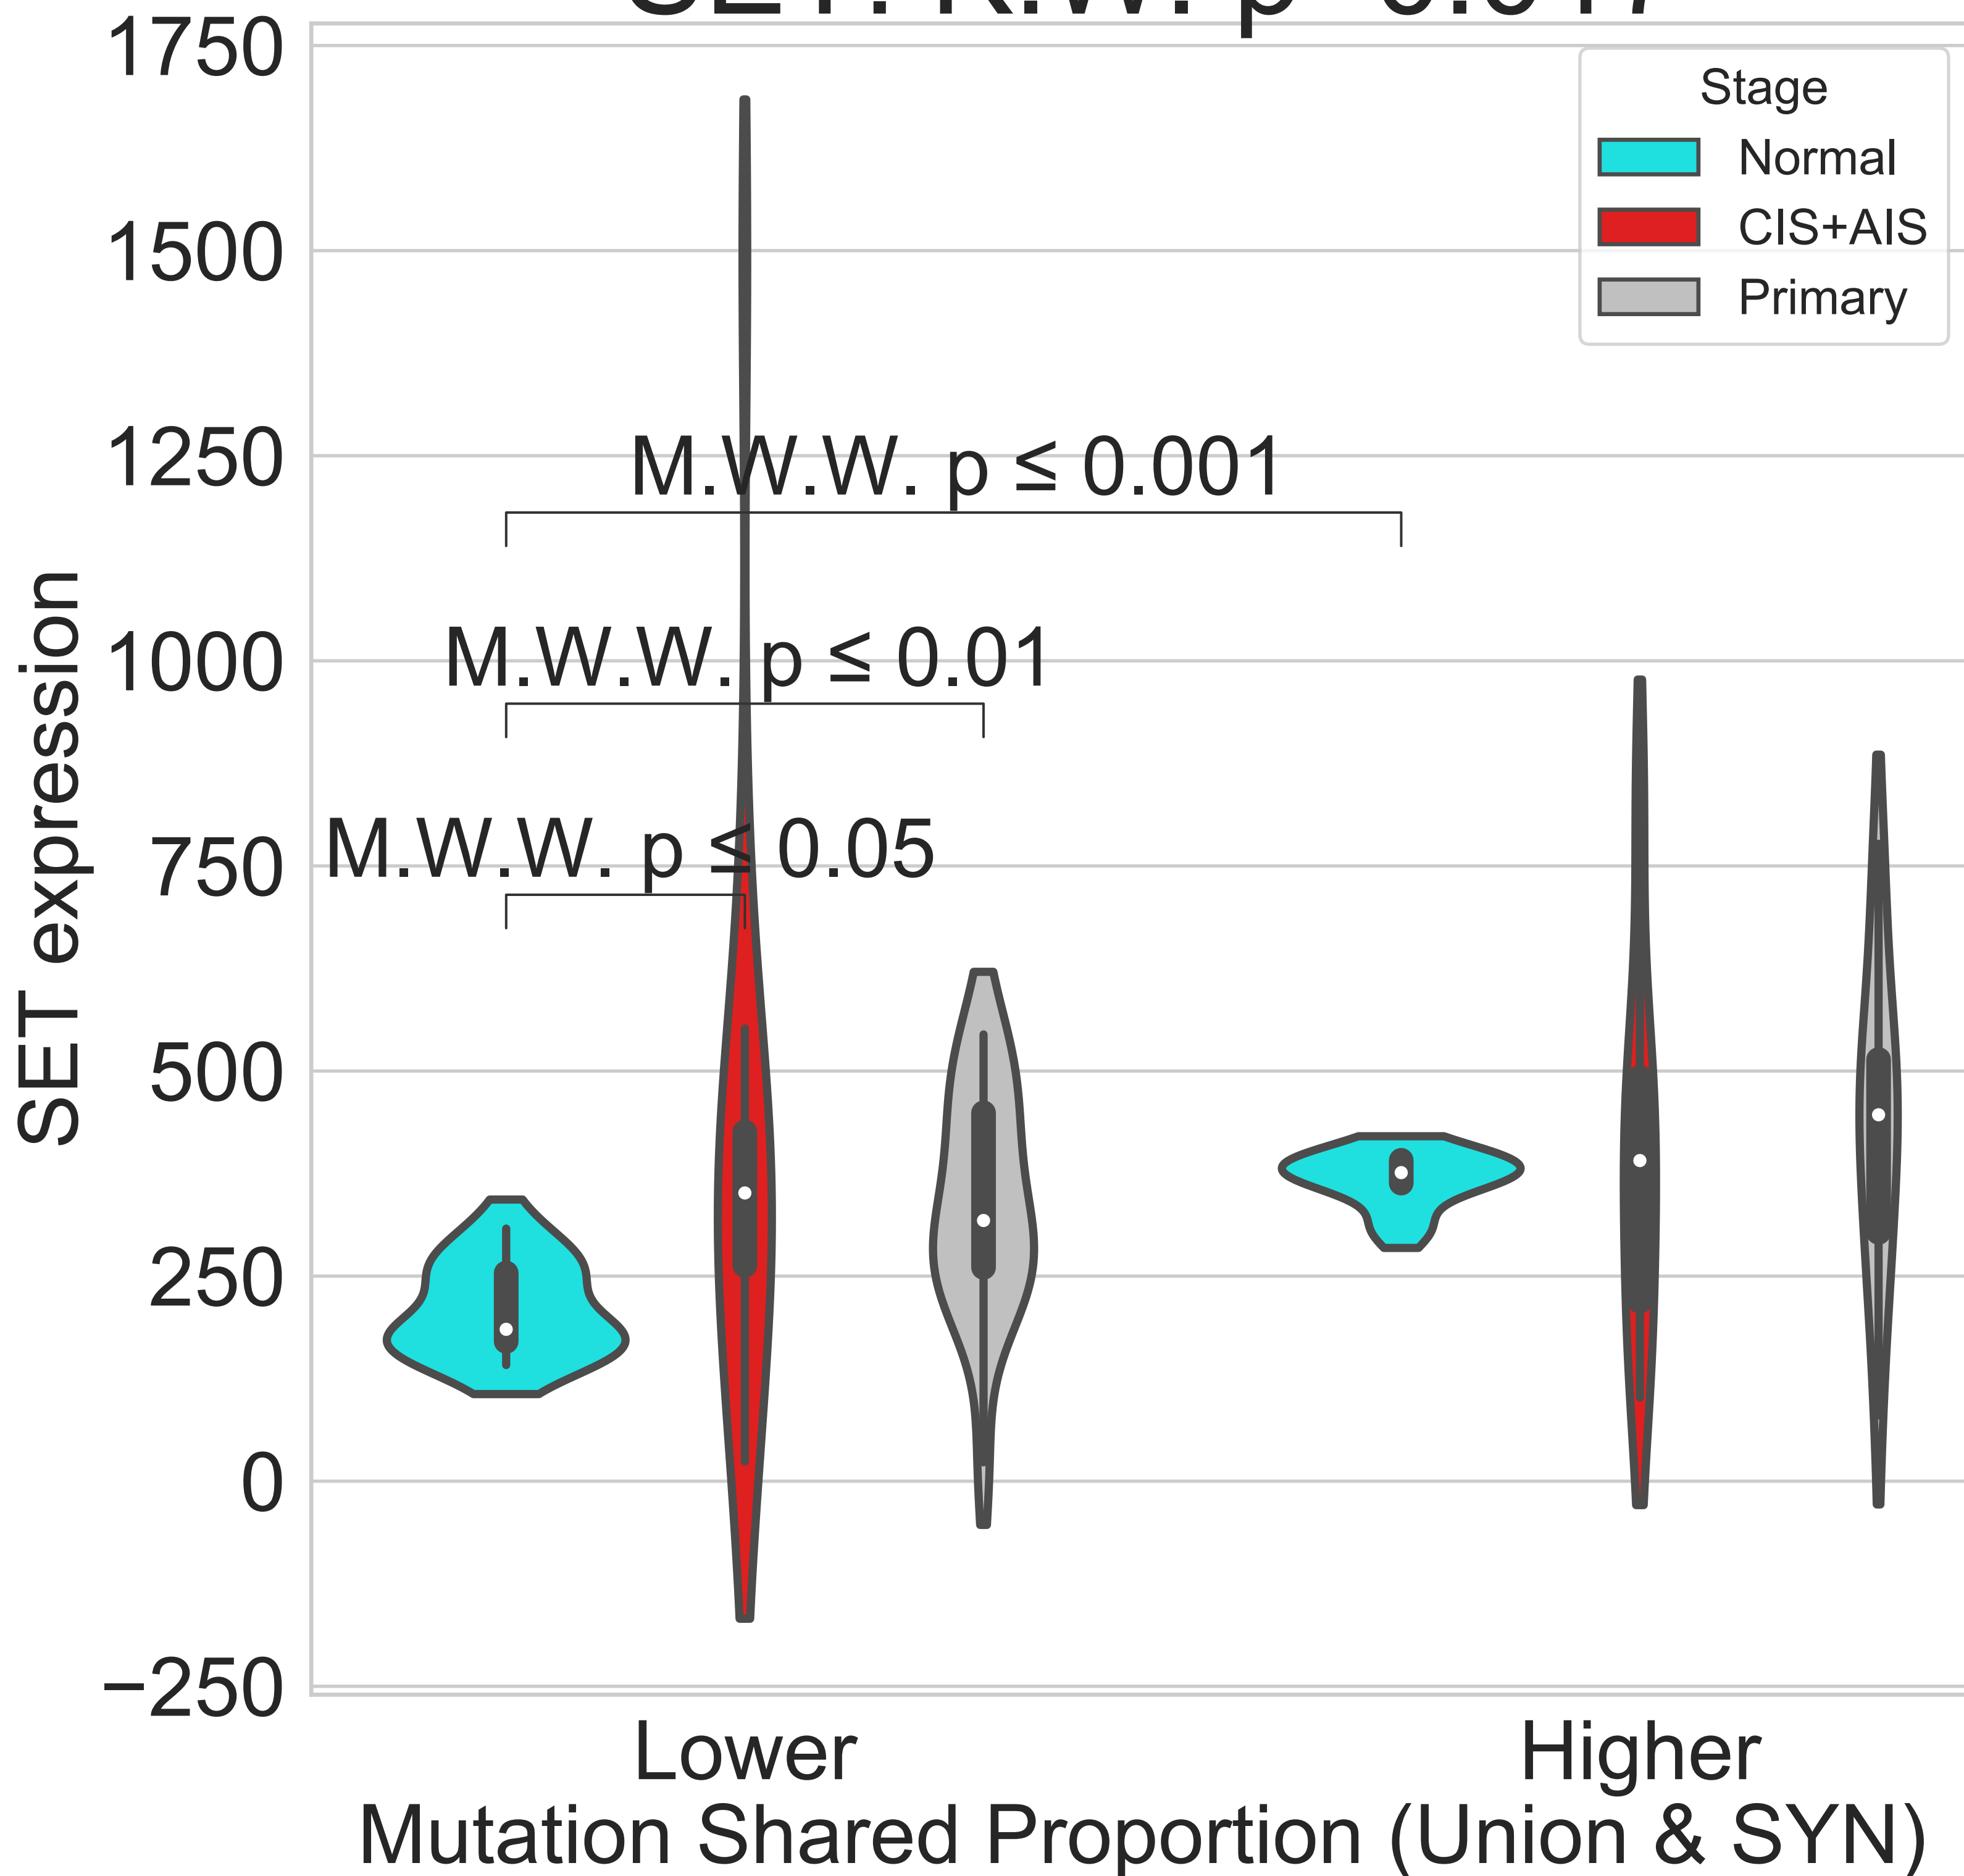 1750
1500
1250
1000
750
500
250
0
−250
SET expression
Stage
Normal
CIS+AIS
Primary
M.W.W. p ≤ 0.001
M.W.W. p ≤ 0.01
M.W.W. p ≤ 0.05
Lower
Higher
Mutation Shared Proportion (Union & SYN)